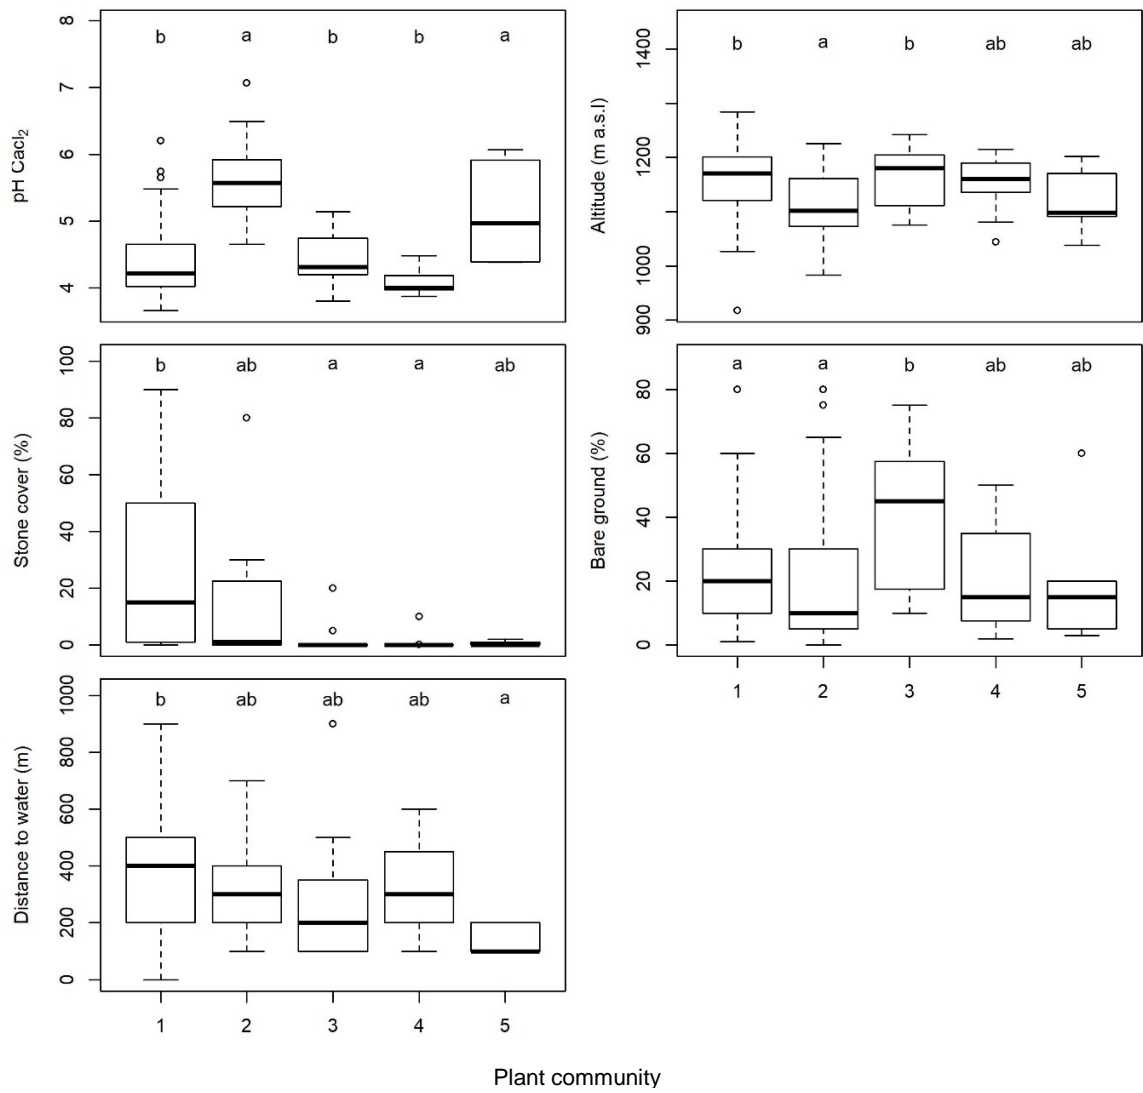 pH Cacl2
8
7
6
5
4
b a b b a
Altitude (m a.s.l)
1400
1200
1000
900
b a b ab ab
Stone cover (%)
100
80
60
40
20
0
b ab a a ab
Bare ground (%)
80
60
40
20
0
a a b ab ab
1 2 3 4 5
Distance to water (m)
1000
800
600
400
200
0
b ab ab ab a
1 2 3 4 5
Plant community